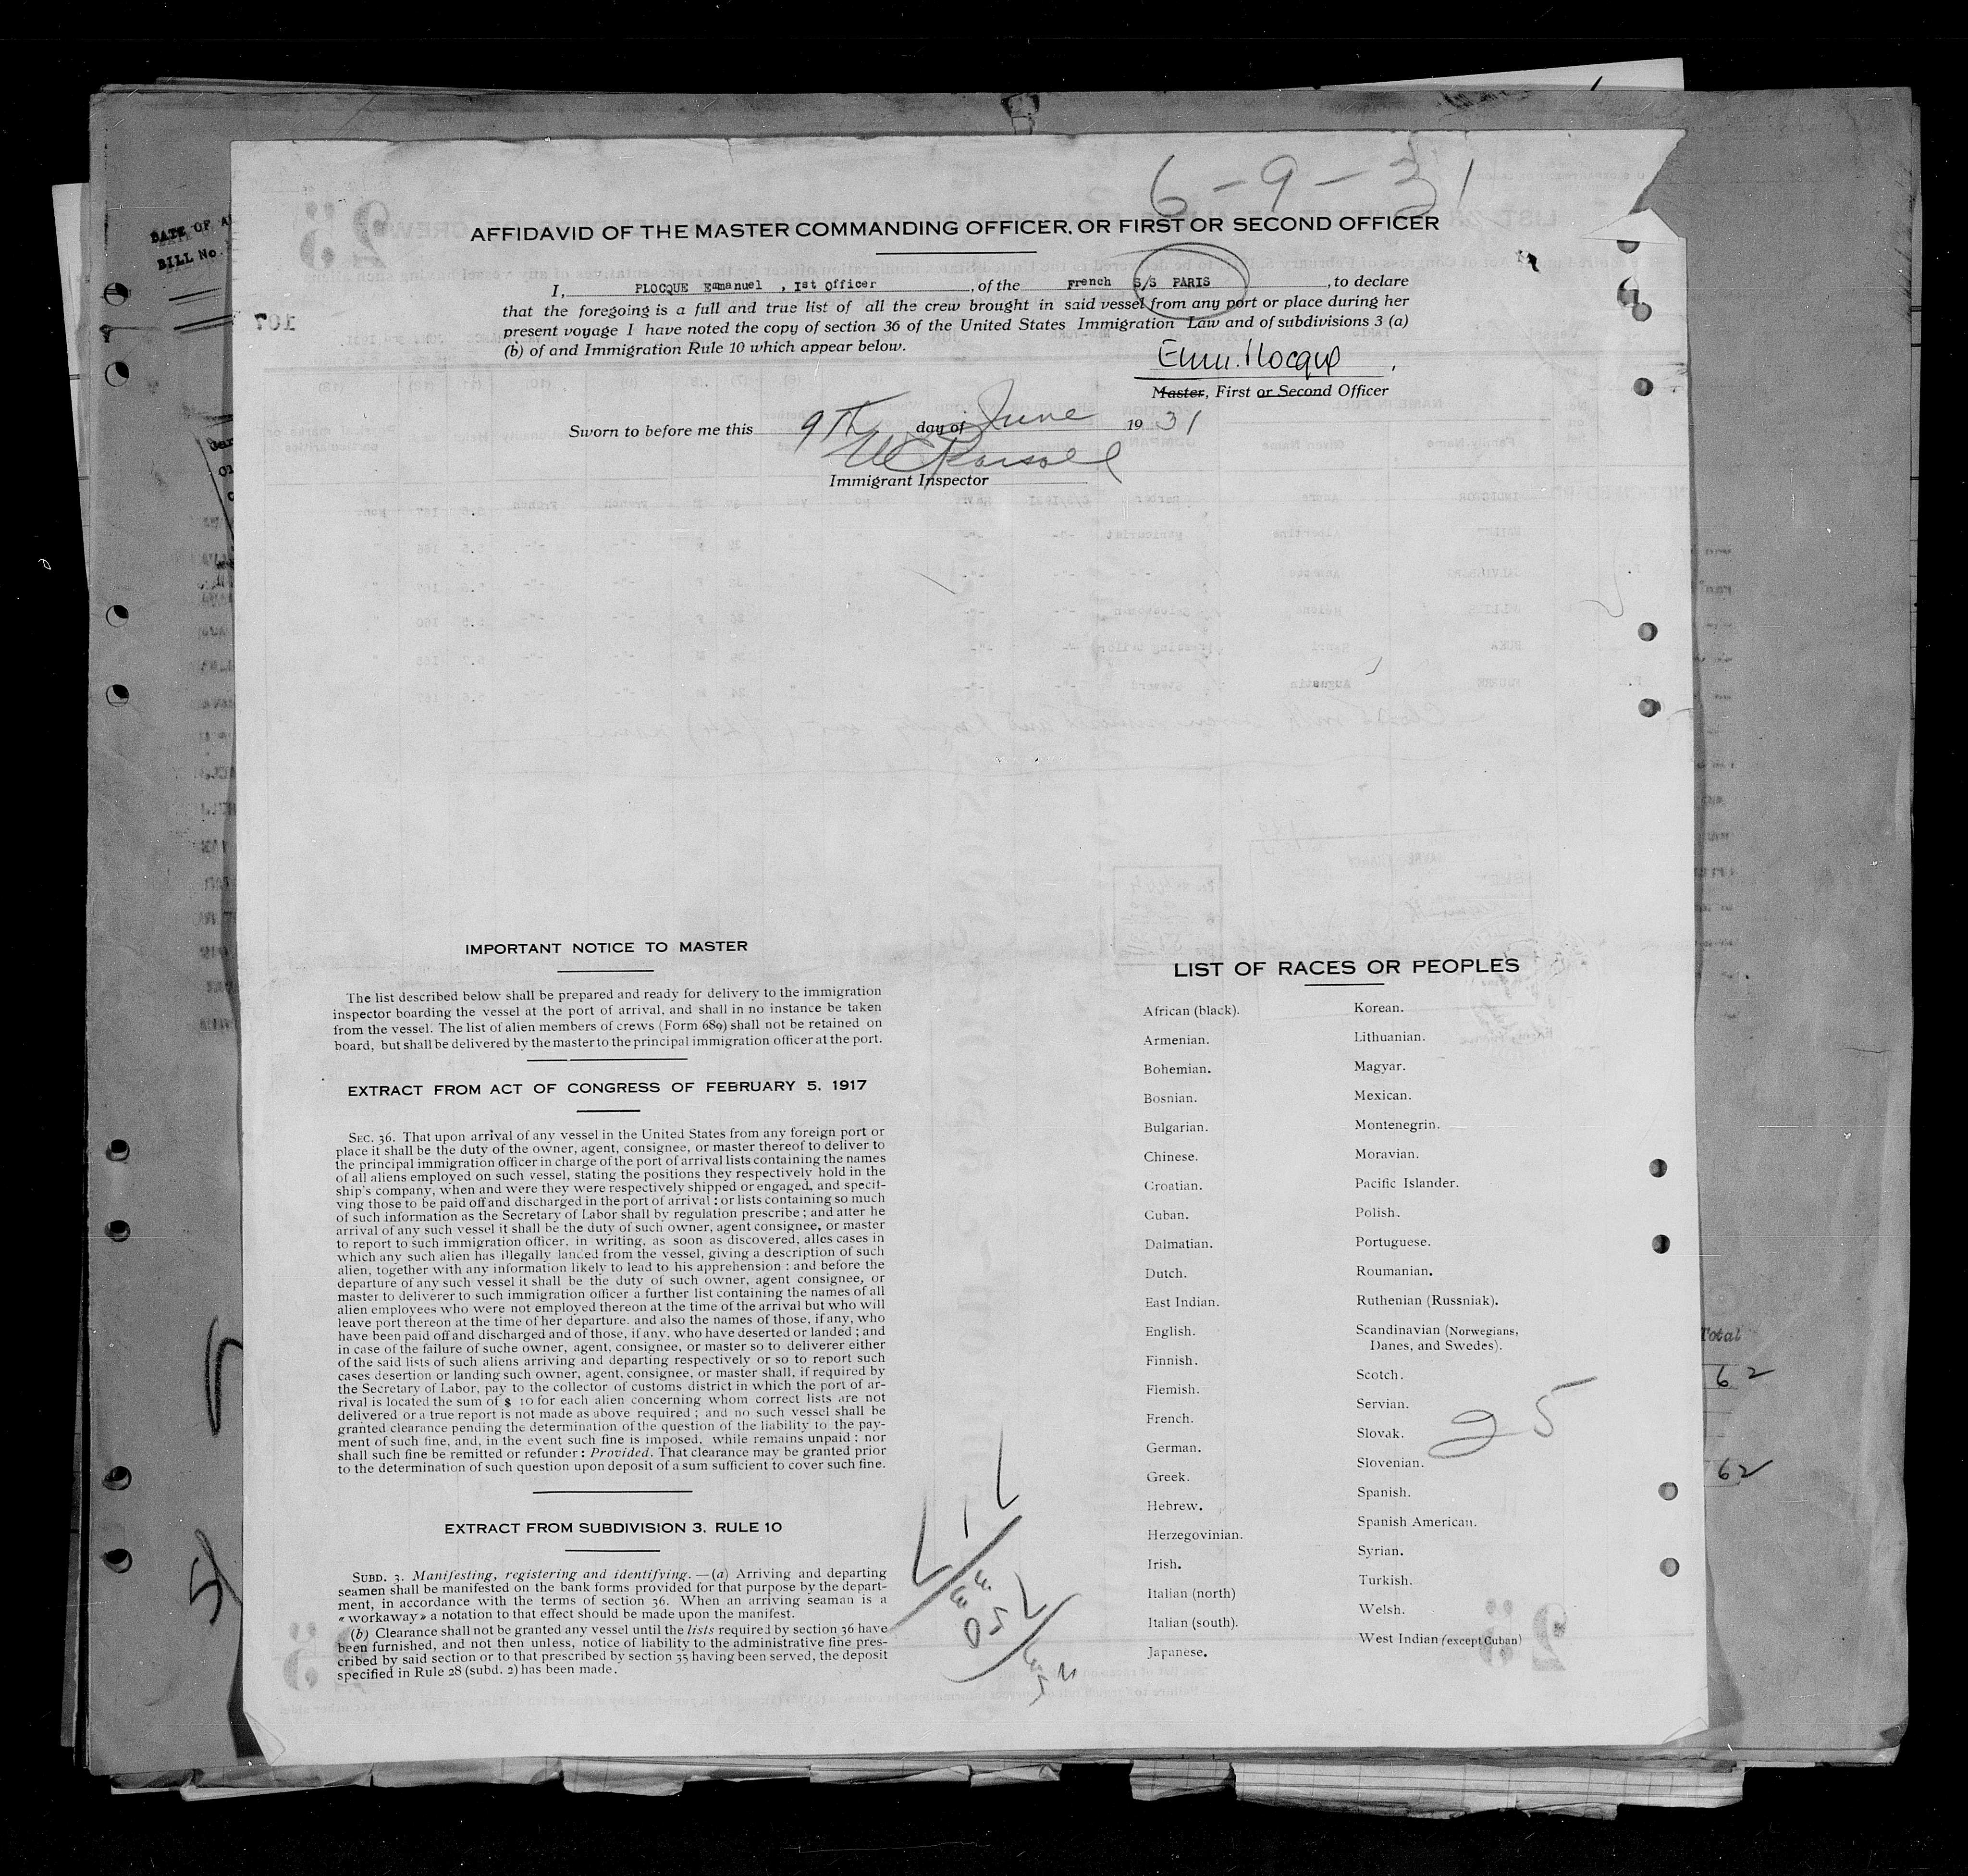 6-9-31
AFFIDAVID OF THE MASTER COMMANDING OFFICER, OR FIRST OR SECOND OFFICER
I, PLOCQUE Emmanuel , Ist Officer , of the French S/S PARIS , to declare
that the foregoing is a full and true list of all the crew brought in said vessel from any port or place during her
present voyage I have noted the copy of section 36 of the United States Immigration Law and of subdivisions 3 (a)
(b) of and Immigration Rule 10 which appear below.
Emm. Plocque
Master, First or Second Officer
Sworn to before me this 9th day of June 1931
Immigrant Inspector
IMPORTANT NOTICE TO MASTER
The list described below shall be prepared and ready for delivery to the immigration
inspector boarding the vessel at the port of arrival, and shall in no instance be taken
from the vessel. The list of alien members of crews (Form 689) shall not be retained on
board, but shall be delivered by the master to the principal immigration officer at the port.
EXTRACT FROM ACT OF CONGRESS OF FEBRUARY 5. 1917
SEC. 36. That upon arrival of any vessel in the United States from any foreign port or
place it shall be the duty of the owner, agent, consignee, or master thereof to deliver to
the principal immigration officer in charge of the port of arrival lists containing the names
of all aliens employed on such vessel, stating the positions they respectively hold in the
ship's company, when and were they were respectively shipped or engaged, and specit-
ving those to be paid off and discharged in the port of arrival ; or lists containing so much
of such information as the Secretary of Labor shall by regulation prescribe ; and atter he
arrival of any such vessel it shall be the duty of such owner, agent consignee, or master
to report to such immigration officer, in writing, as soon as discovered, alles cases in
which any such alien has illegally landed from the vessel, giving a description of such
alien, together with any information likely to lead to his apprehension ; and before the
departure of any such vessel it shall be the duty of such owner, agent consignee, or
master to deliverer to such immigration officer a further list containing the names of all
alien employees who were not employed thereon at the time of the arrival but who will
leave port thereon at the time of her departure. and also the names of those, if any, who
have been paid off and discharged and of those, if any. who have deserted or landed ; and
in case of the failure of suche owner, agent, consignee, or master so to deliverer either
of the said lists of such aliens arriving and departing respectively or so to report such
cases desertion or landing such owner, agent, consignee, or master shall, if required by
the Secretary of Labor, pay to the collector of customs district in which the port of ar-
rival is located the sum of $ 10 for each alien concerning whom correct lists are not
delivered or a true report is not made as above required ; and no such vessel shall be
granted clearance pending the determination of the question of the liability to the pay-
ment of such fine, and, in the event such fine is imposed, while remains unpaid ; nor
shall such fine be remitted or refunder : Provided. That clearance may be granted prior
to the determination of such question upon deposit of a sum sufficient to cover such fine.
EXTRACT FROM SUBDIVISION 3. RULE 10
SUBD. 3. Manifesting, registering and identifying. — (a) Arriving and departing
seamen shall be manifested on the bank forms provided for that purpose by the depart-
ment, in accordance with the terms of section 36. When an arriving seaman is a
« workaway » a notation to that effect should be made upon the manifest.
(b) Clearance shall not be granted any vessel until the lists required by section 36 have
been furnished, and not then unless, notice of liability to the administrative fine pres-
cribed by said section or to that prescribed by section 35 having been served, the deposit
specified in Rule 28 (subd. 2) has been made.
LIST OF RACES OR PEOPLES
African (black).
Armenian.
Bohemian.
Bosnian.
Bulgarian.
Chinese.
Croatian.
Cuban.
Dalmatian.
Dutch.
East Indian.
English.
Finnish.
Flemish.
French.
German.
Greek.
Hebrew.
Herzegovinian.
Irish.
Italian (north)
Italian (south).
Japanese.
Korean.
Lithuanian.
Magyar.
Mexican.
Montenegrin.
Moravian.
Pacific Islander.
Polish.
Portuguese.
Roumanian.
Ruthenian (Russniak).
Scandinavian (Norwegians,
Danes, and Swedes).
Scotch.
Servian.
Slovak.
Slovenian.
Spanish.
Spanish American.
Syrian.
Turkish.
Welsh.
West Indian (except Cuban)
25
Total
62
62
DATE OF A
BILL No.